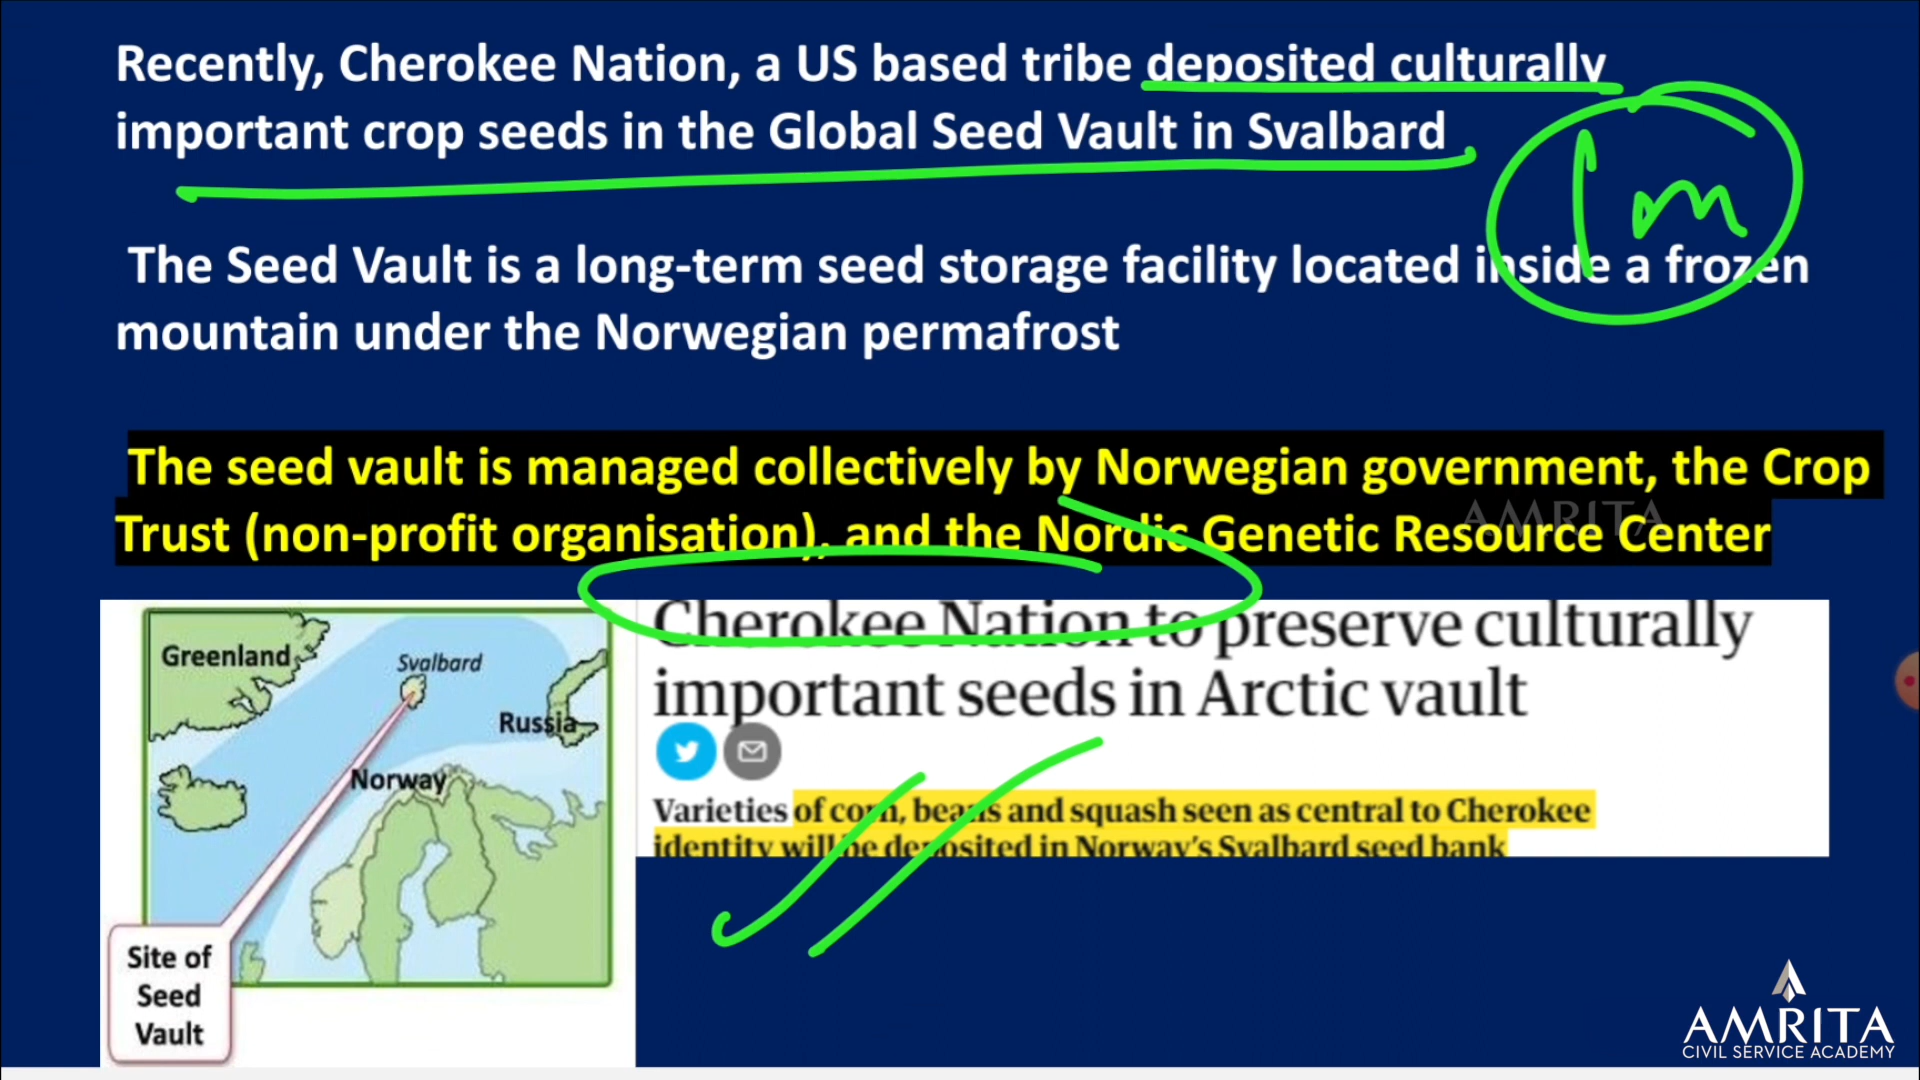 Recently, Cherokee Nation, a US based tribe deposited culturally
important crop seeds in the Global Seed Vault in Svalbard
1m
The Seed Vault is a long-term seed storage facility located inside a frozen
mountain under the Norwegian permafrost
The seed vault is managed collectively by Norwegian government, the Crop
Trust (non-profit organisation), and the Nordic Genetic Resource Center
AMRITA
Cherokee Nation to preserve culturally
important seeds in Arctic vault
Varieties of corn, beans and squash seen as central to Cherokee
identity will be deposited in Norway's Svalbard seed bank
Greenland
Svalbard
Russia
Norway
Site of
Seed
Vault
AMRITA
CIVIL SERVICE ACADEMY